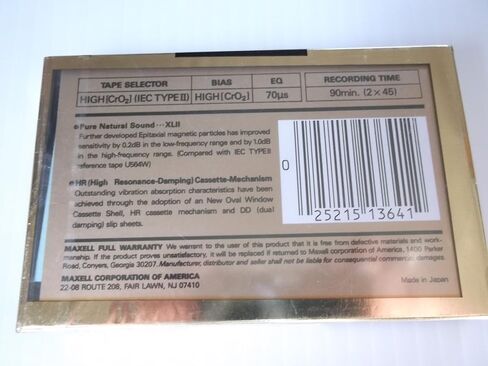 TAPE SELECTOR BIAS EQ RECORDING TIME
HIGH[CrO₂] (IEC TYPE II) HIGH[CrO₂] 70μs 90min. (2 × 45)
●Pure Natural Sound···XLII
Further developed Epitaxial magnetic particles has improved
sensitivity by 0.2dB in the low-frequency range and by 1.0dB
in the high-frequency range. (Compared with IEC TYPEII
reference tape U564W)
●HR(High Resonance-Damping) Cassette-Mechanism
Outstanding vibration absorption characteristics have been
achieved through the adoption of an New Oval Window
Cassette Shell, HR cassette mechanism and DD (dual
damping) slip sheets.
0 25215 13641
MAXELL FULL WARRANTY We warrant to the user of this product that it is free from defective materials and work-
manship. If the product proves unsatisfactory, it will be replaced if returned to Maxell corporation of America, 1400 Parker
Road, Conyers, Georgia 30207. Manufacturer, distributor and seller shall not be liable for consequential commercial damages.
MAXELL CORPORATION OF AMERICA
22-08 ROUTE 208, FAIR LAWN, NJ 07410
Made in Japan